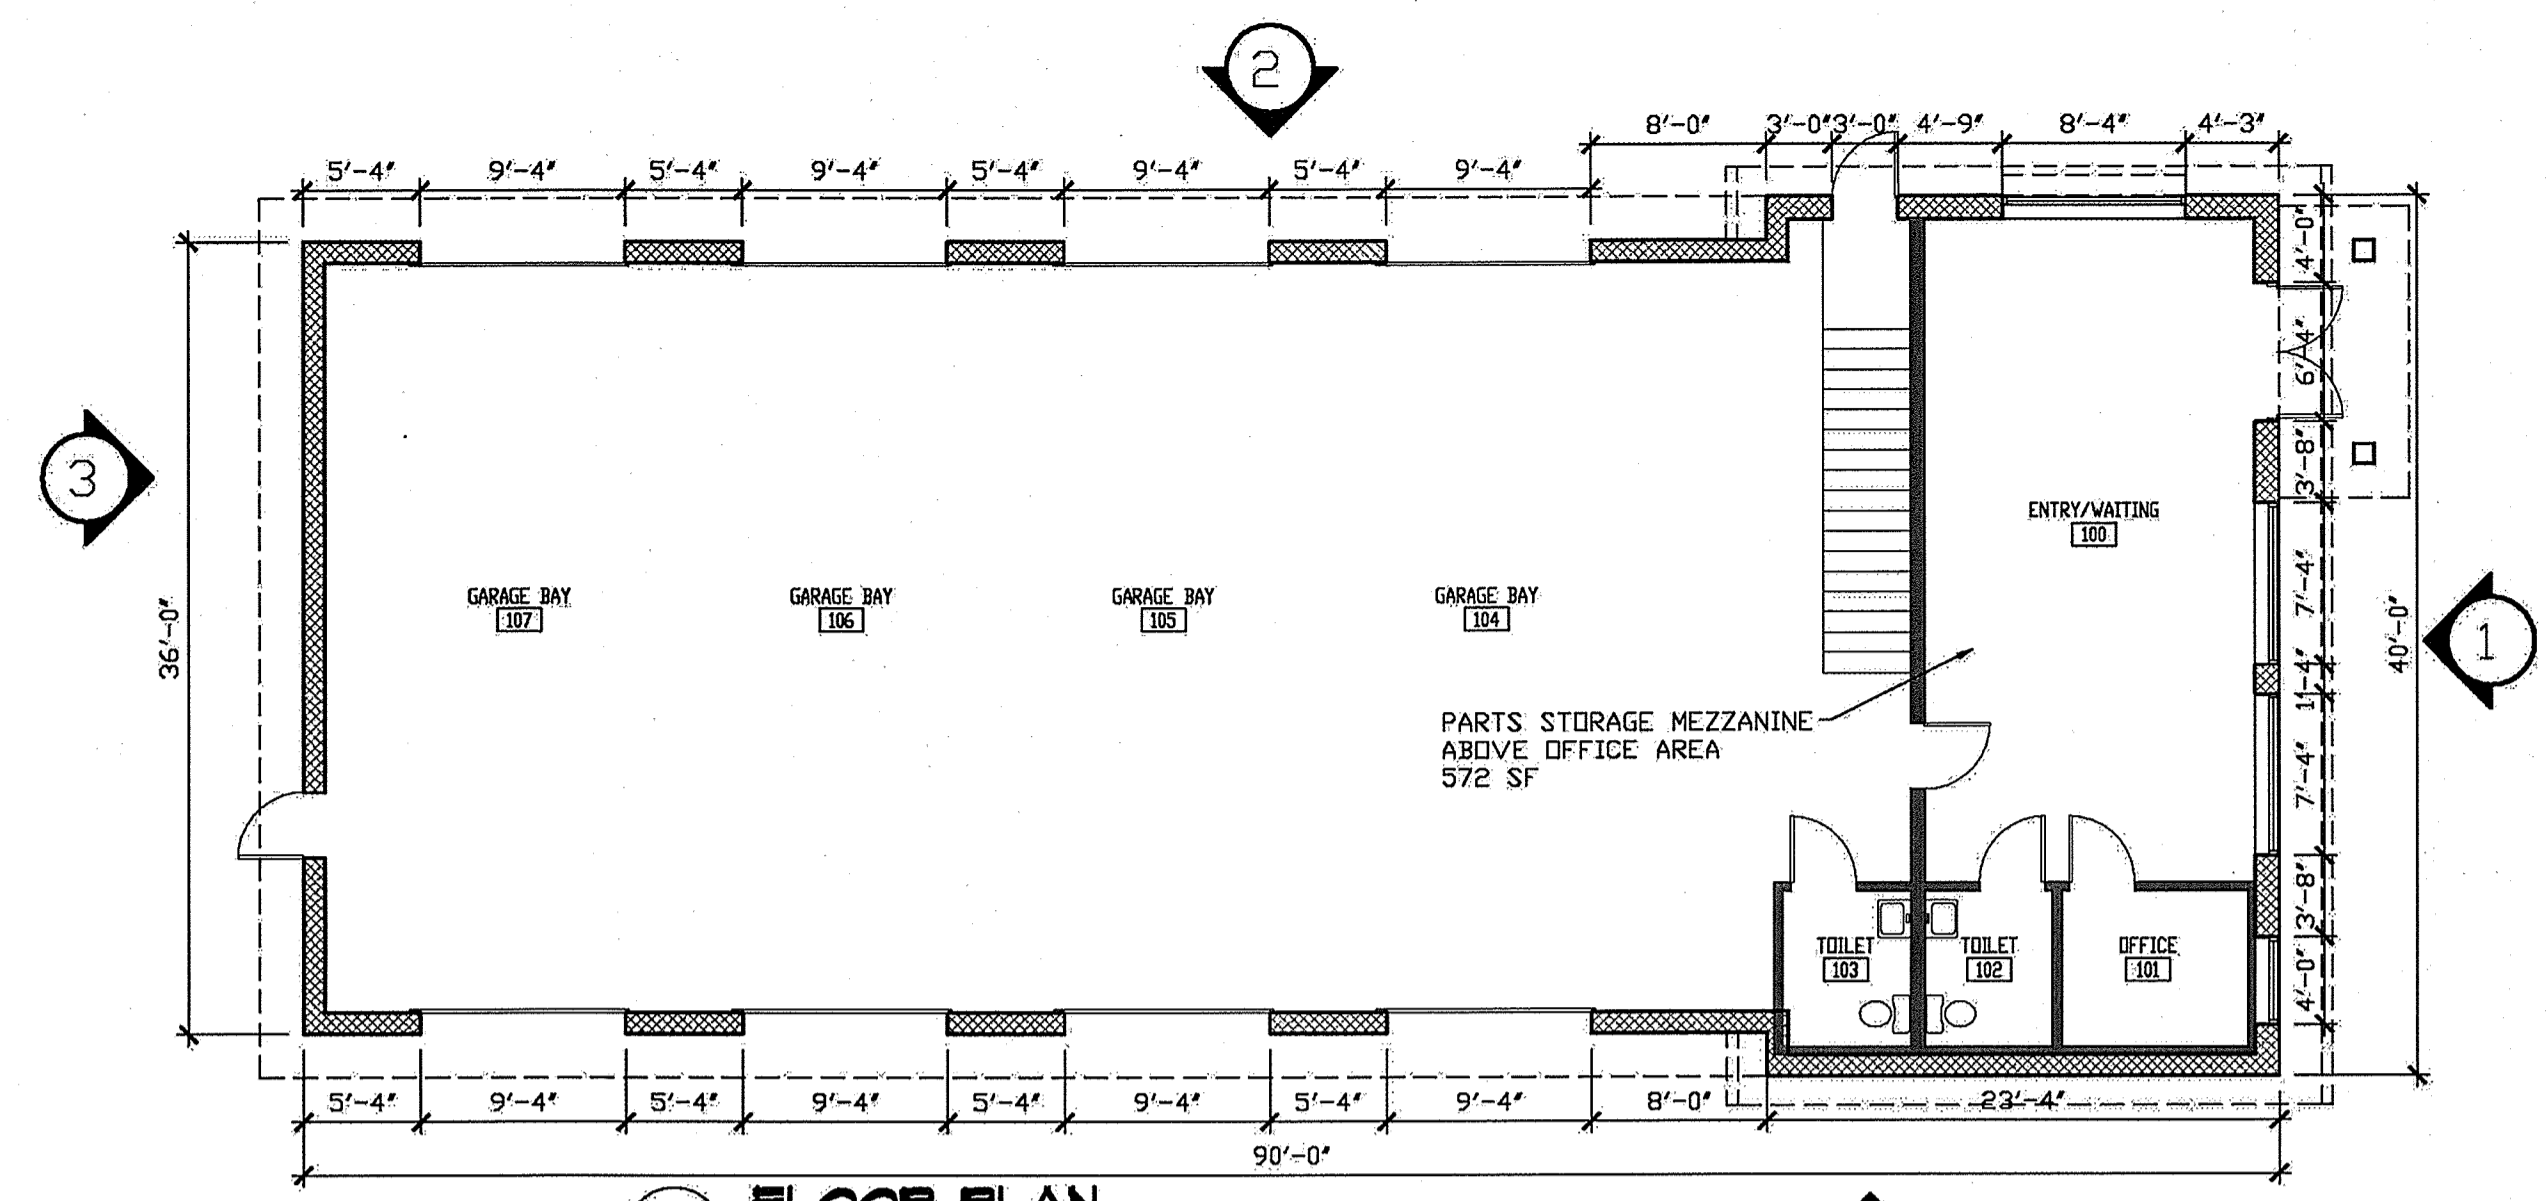 2
8'-0" 3'-0" 3'-0" 4'-9" 8'-4" 4'-3"
5'-4" 9'-4" 5'-4" 9'-4" 5'-4" 9'-4" 5'-4" 9'-4"
4'-0"
6'-4"
3'-8"
7'-4"
1'-4"
7'-4"
3'-8"
4'-0"
40'-0"
1
3
36'-0"
ENTRY/WAITING
100
GARAGE BAY
107
GARAGE BAY
106
GARAGE BAY
105
GARAGE BAY
104
PARTS STORAGE MEZZANINE
ABOVE OFFICE AREA
572 SF
TOILET
103
TOILET
102
OFFICE
101
5'-4" 9'-4" 5'-4" 9'-4" 5'-4" 9'-4" 5'-4" 9'-4" 8'-0" 23'-4"
90'-0"
FLOOR PLAN